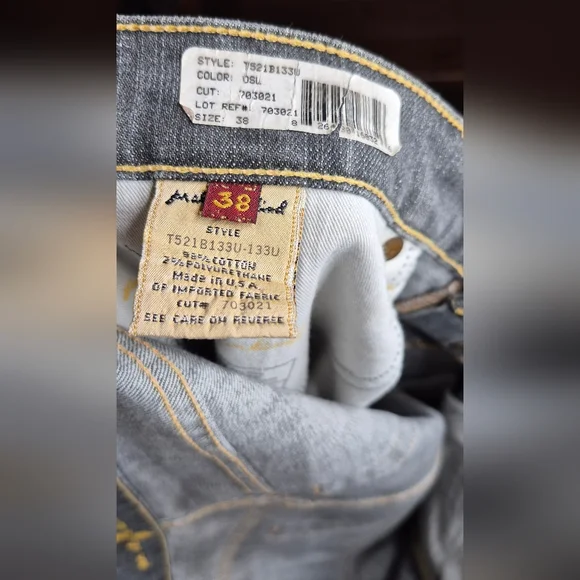 STYLE: T521B133U
COLOR: OSL
CUT: 703021
LOT REF#: 703021
SIZE: 38
38
STYLE
T521B133U-133U
98% COTTON
2% POLYURETHANE
Made in U.S.A.
OF IMPORTED FABRIC
CUT# 703021
SEE CARE ON REVERSE